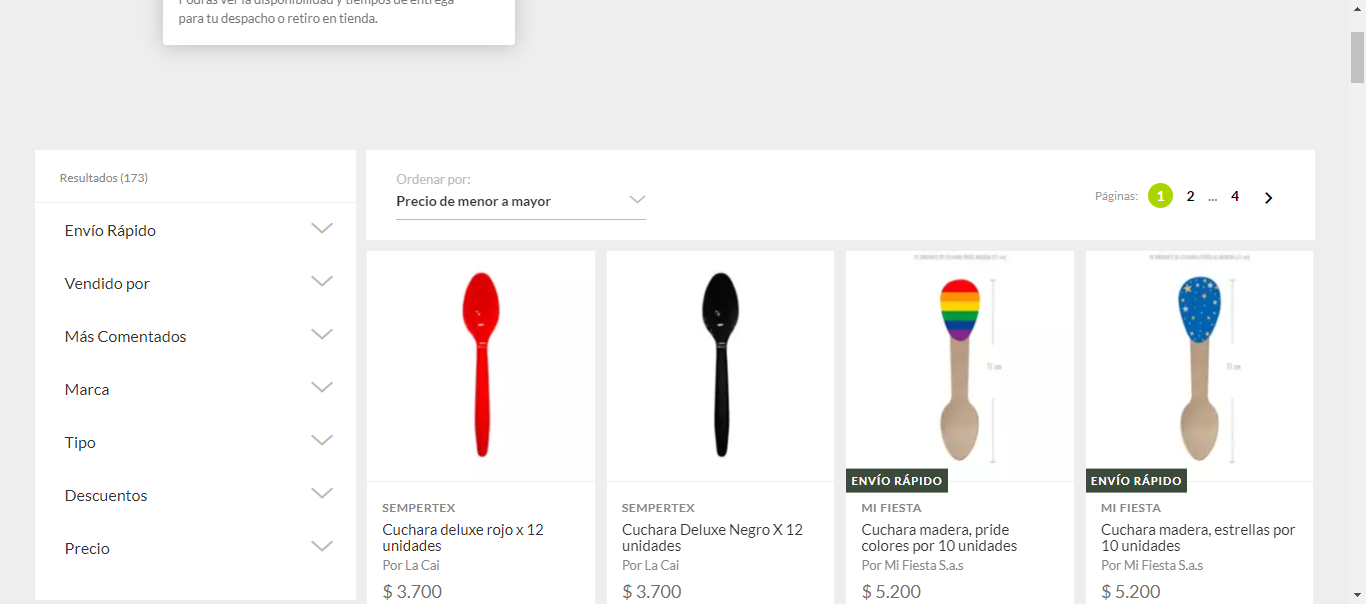 Podrás ver la disponibilidad y tiempos de entrega
para tu despacho o retiro en tienda.
Resultados (173)
Envío Rápido
Vendido por
Más Comentados
Marca
Tipo
Descuentos
Precio
Ordenar por:
Precio de menor a mayor
Páginas: 1 2 ... 4
SEMPERTEX
Cuchara deluxe rojo x 12
unidades
Por La Cai
$ 3.700
SEMPERTEX
Cuchara Deluxe Negro X 12
unidades
Por La Cai
$ 3.700
ENVÍO RÁPIDO
MI FIESTA
Cuchara madera, pride
colores por 10 unidades
Por Mi Fiesta S.a.s
$ 5.200
ENVÍO RÁPIDO
MI FIESTA
Cuchara madera, estrellas por
10 unidades
Por Mi Fiesta S.a.s
$ 5.200